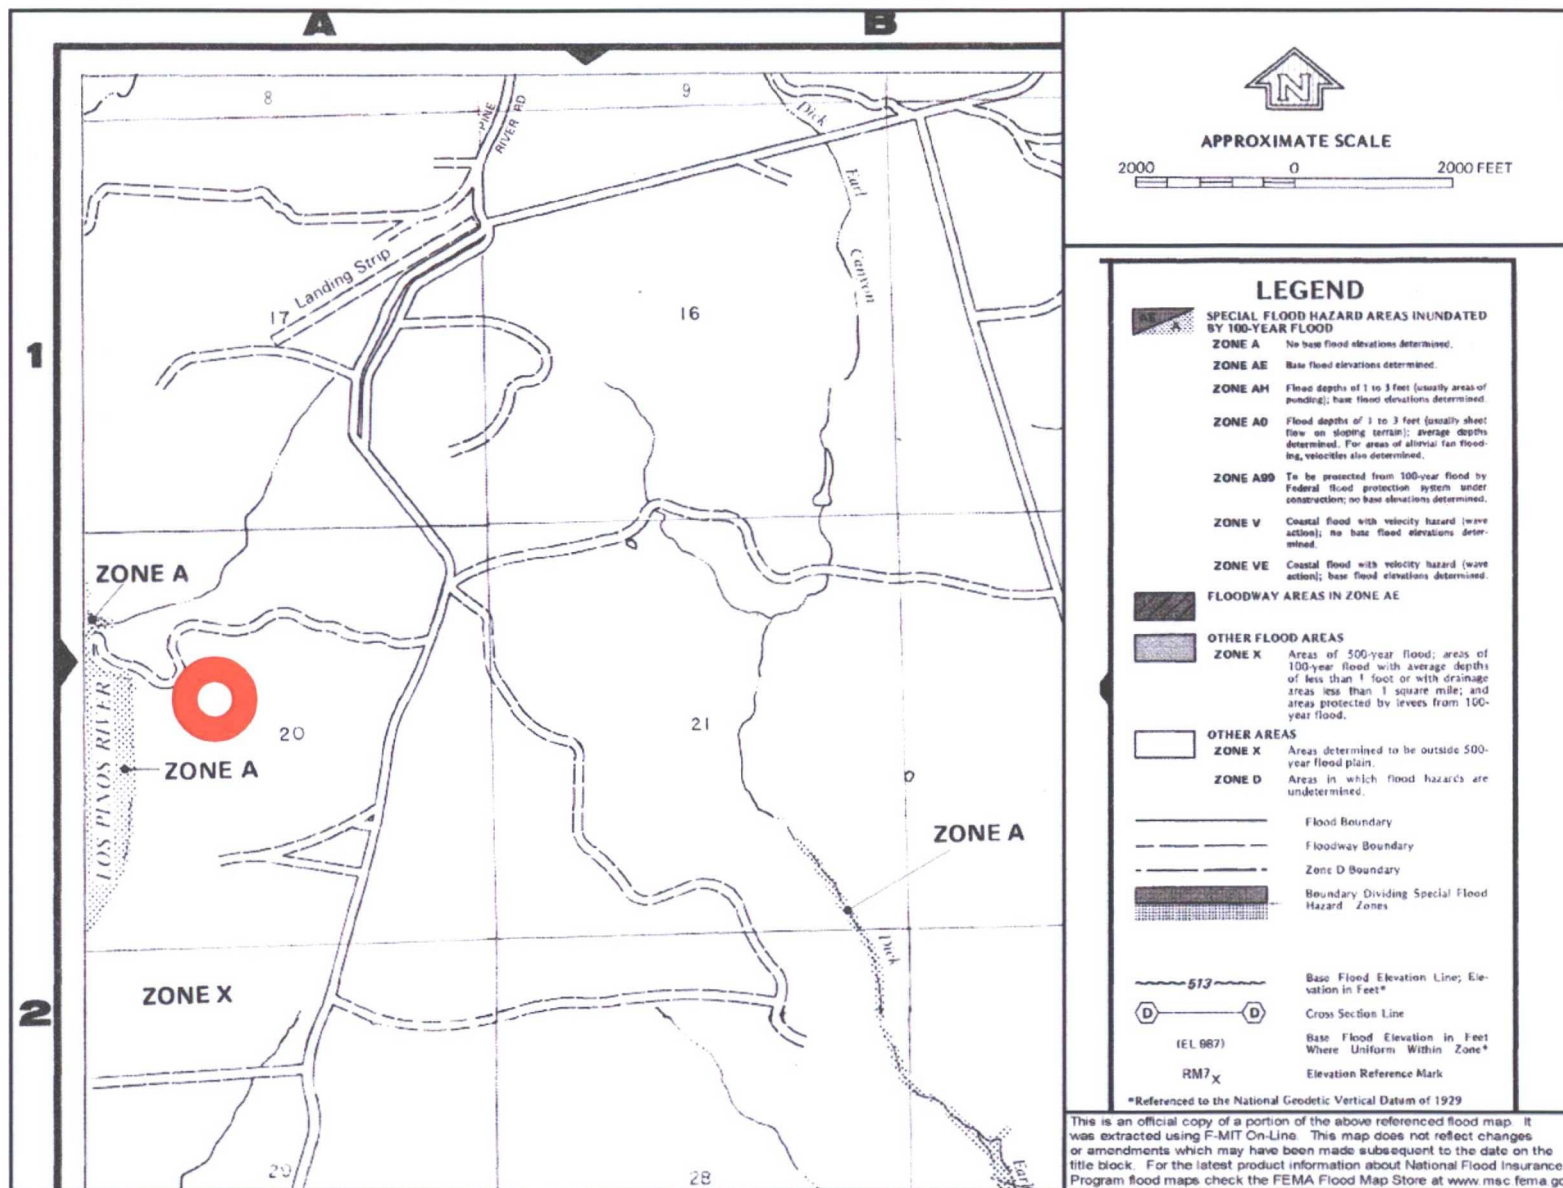 A
B
1
2
8
9
PINE
RIVER RD
Dick
Earl
Canyon
Landing Strip
17
16
ZONE A
LOS PINOS RIVER
20
21
ZONE A
ZONE A
Dick
ZONE X
29
28
Earl
N
APPROXIMATE SCALE
2000 0 2000 FEET
LEGEND
AE
A
SPECIAL FLOOD HAZARD AREAS INUNDATED
BY 100-YEAR FLOOD
ZONE A No base flood elevations determined.
ZONE AE Base flood elevations determined.
ZONE AH Flood depths of 1 to 3 feet (usually areas of
ponding); base flood elevations determined.
ZONE AO Flood depths of 1 to 3 feet (usually sheet
flow on sloping terrain); average depths
determined. For areas of alluvial fan flood-
ing, velocities also determined.
ZONE A99 To be protected from 100-year flood by
Federal flood protection system under
construction; no base elevations determined.
ZONE V Coastal flood with velocity hazard (wave
action); no base flood elevations deter-
mined.
ZONE VE Coastal flood with velocity hazard (wave
action); base flood elevations determined.
FLOODWAY AREAS IN ZONE AE
OTHER FLOOD AREAS
ZONE X Areas of 500-year flood; areas of
100-year flood with average depths
of less than 1 foot or with drainage
areas less than 1 square mile; and
areas protected by levees from 100-
year flood.
OTHER AREAS
ZONE X Areas determined to be outside 500-
year flood plain.
ZONE D Areas in which flood hazards are
undetermined.
Flood Boundary
Floodway Boundary
Zone D Boundary
Boundary Dividing Special Flood
Hazard Zones
513 Base Flood Elevation Line; Ele-
vation in Feet*
D D Cross Section Line
(EL 987) Base Flood Elevation in Feet
Where Uniform Within Zone*
RM7X Elevation Reference Mark
*Referenced to the National Geodetic Vertical Datum of 1929
This is an official copy of a portion of the above referenced flood map. It
was extracted using F-MIT On-Line. This map does not reflect changes
or amendments which may have been made subsequent to the date on the
title block. For the latest product information about National Flood Insurance
Program flood maps check the FEMA Flood Map Store at www.msc.fema.go